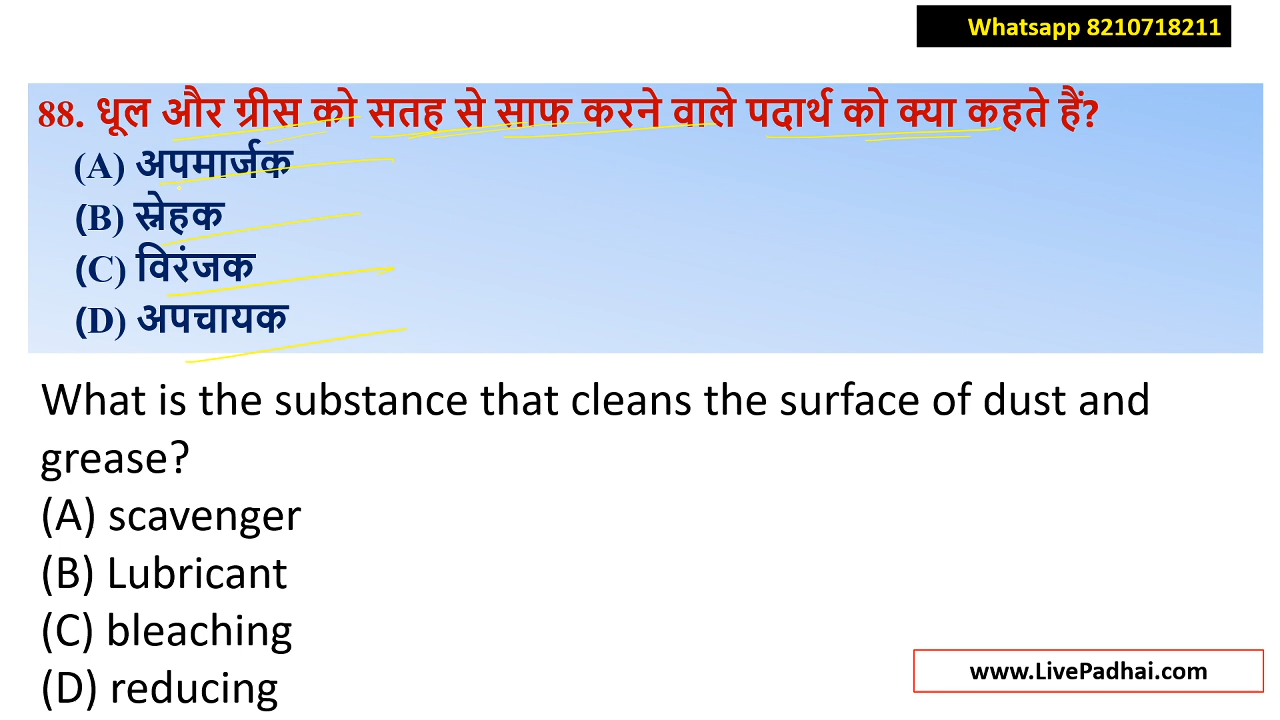 Whatsapp 8210718211
88. धूल और ग्रीस को सतह से साफ करने वाले पदार्थ को क्या कहते हैं?
(A) अपमार्जक
(B) स्नेहक
(C) विरंजक
(D) अपचायक
What is the substance that cleans the surface of dust and
grease?
(A) scavenger
(B) Lubricant
(C) bleaching
(D) reducing
www.LivePadhai.com